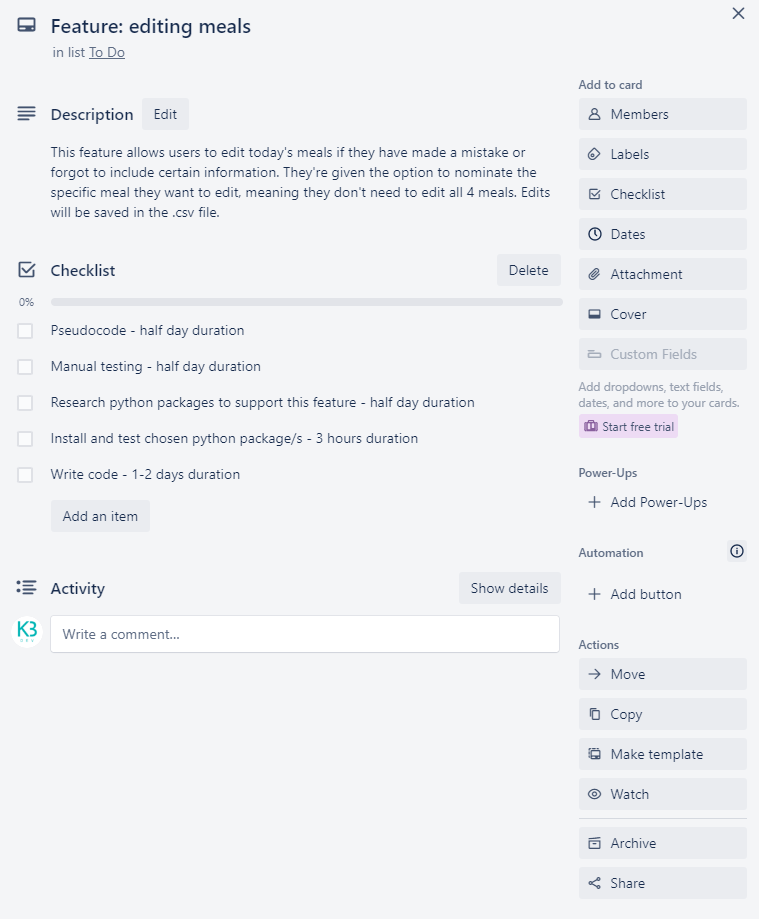 Feature: editing meals
in list To Do
Description
Edit
This feature allows users to edit today's meals if they have made a mistake or
forgot to include certain information. They're given the option to nominate the
specific meal they want to edit, meaning they don't need to edit all 4 meals. Edits
will be saved in the .csv file.
Checklist
Delete
0%
Pseudocode - half day duration
Manual testing - half day duration
Research python packages to support this feature - half day duration
Install and test chosen python package/s - 3 hours duration
Write code - 1-2 days duration
Add an item
Activity
Show details
K3
DEV
Write a comment...
Add to card
Members
Labels
Checklist
Dates
Attachment
Cover
Custom Fields
Add dropdowns, text fields,
dates, and more to your cards.
Start free trial
Power-Ups
Add Power-Ups
Automation
Add button
Actions
Move
Copy
Make template
Watch
Archive
Share